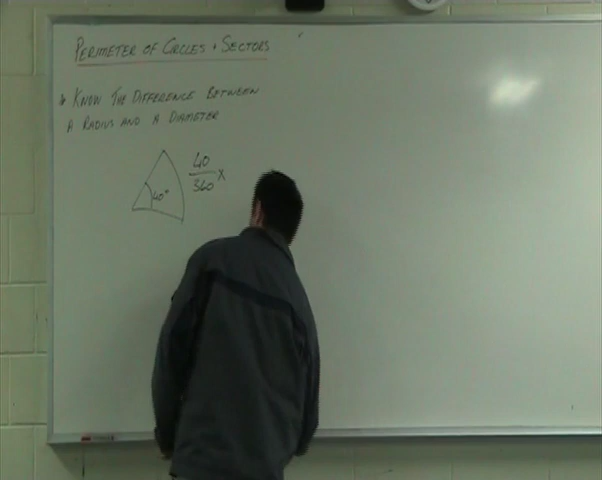 PERIMETER OF CIRCLES + SECTORS
* KNOW THE DIFFERENCE BETWEEN
A RADIUS AND A DIAMETER
40°
40
360
X